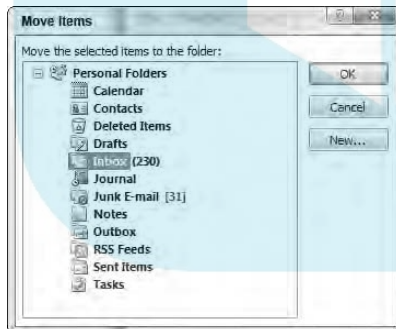 Move Items
Move the selected items to the folder:
Personal Folders
Calendar
Contacts
Deleted Items
Drafts
Inbox (230)
Journal
Junk E-mail [31]
Notes
Outbox
RSS Feeds
Sent Items
Tasks
OK
Cancel
New...